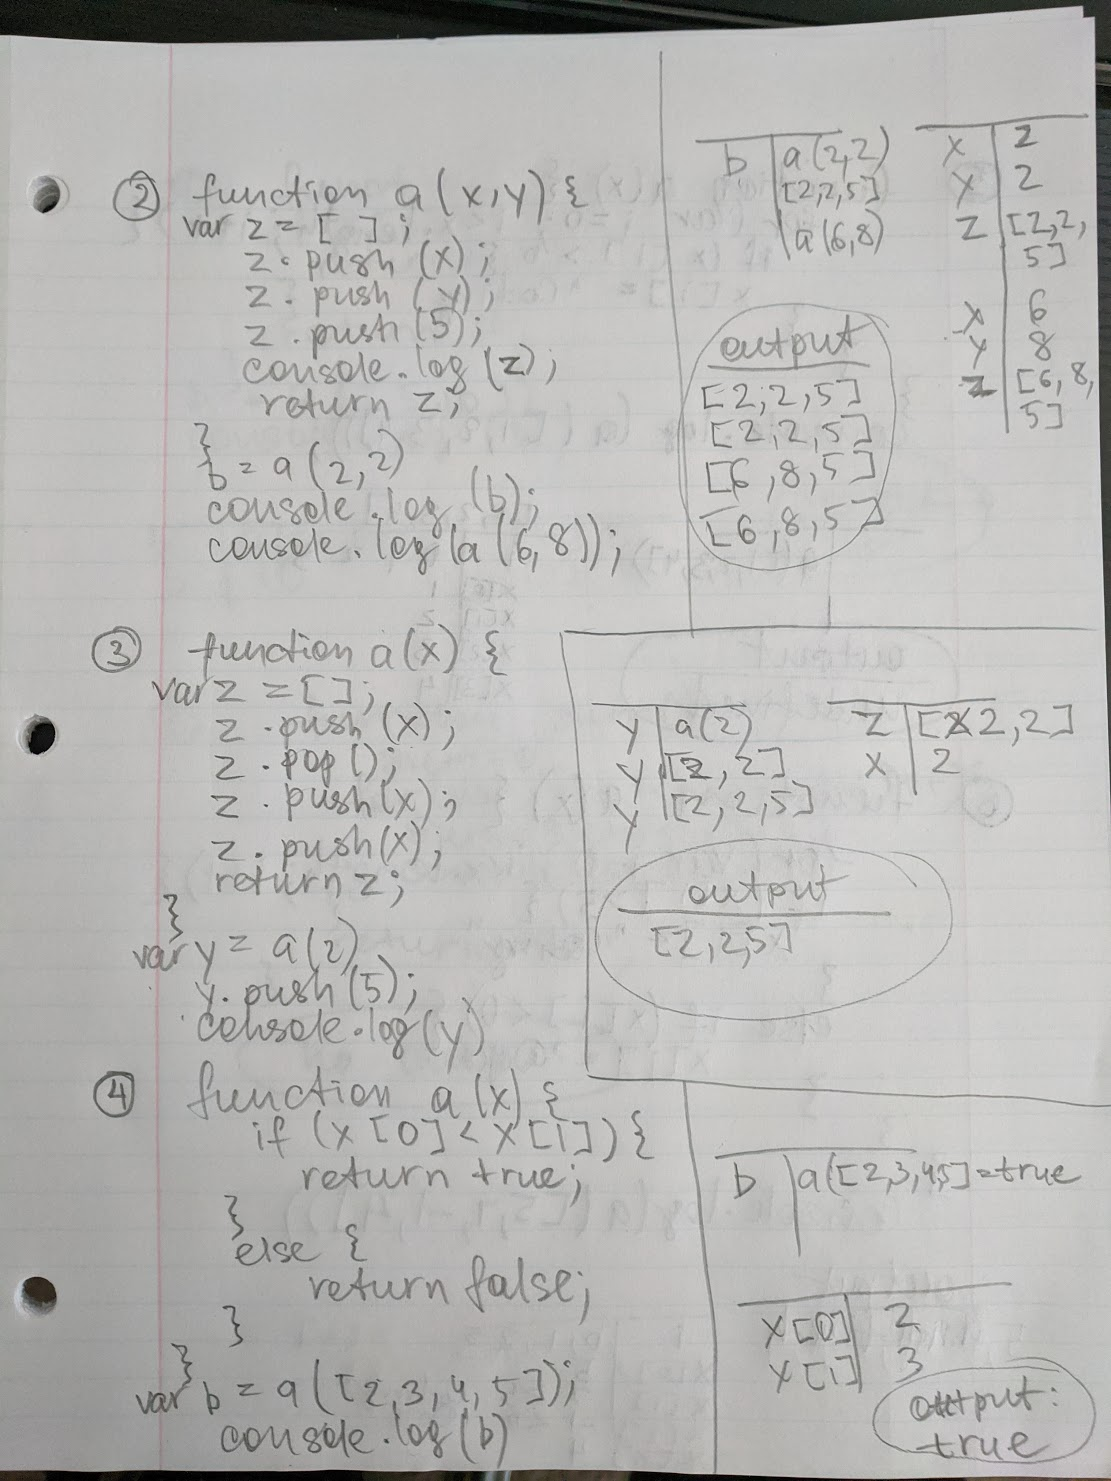 ② function a(x,y) {
var z = [ ];
z.push(x);
z.push(y);
z.push(5);
console.log(z);
return z;
}
b = a(2,2)
console.log(b);
console.log(a(6,8));
b | a(2,2)
[2,2,5]
a(6,8)
x | 2
y | 2
z | [2,2,
5]
x | 6
y | 8
z | [6,8,
5]
output
[2,2,5]
[2,2,5]
[6,8,5]
[6,8,5]
③ function a(x) {
var z = [];
z.push(x);
z.pop();
z.push(x);
z.push(x);
return z;
}
var y = a(2)
y.push(5);
console.log(y)
y | a(2)
y | [2,2]
y | [2,2,5]
z | [2 2,2]
x | 2
output
[2,2,5]
④ function a(x) {
if (x[0] < x[1]) {
return true;
}
else {
return false;
}
}
var b = a([2,3,4,5]);
console.log(b)
b | a([2,3,4,5] = true
x[0] | 2
x[1] | 3
output:
true